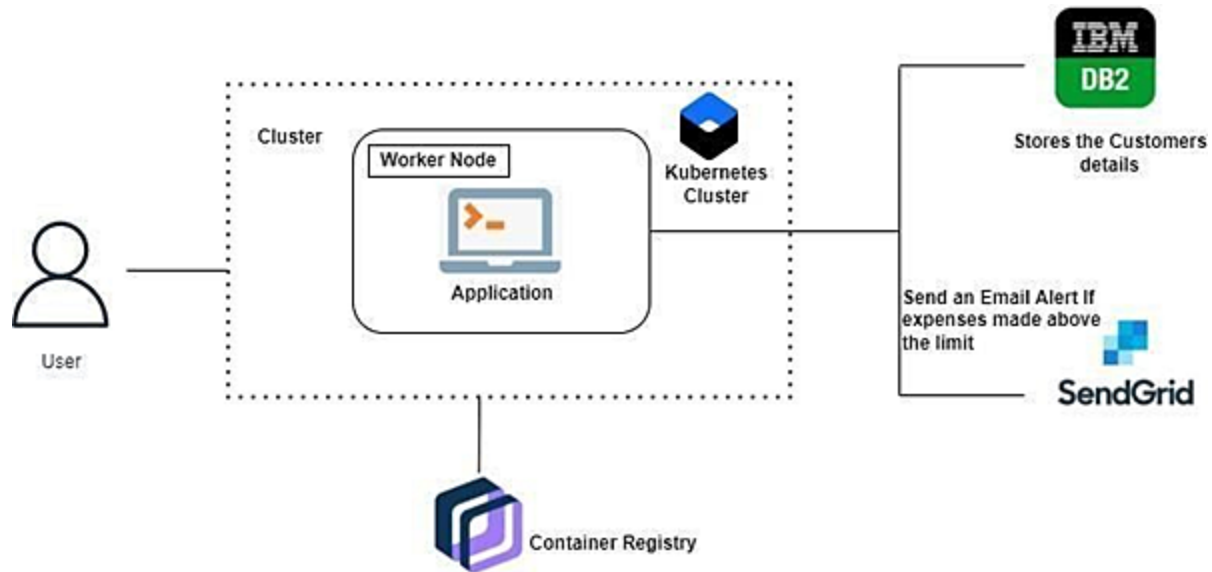 IBM
DB2
Cluster
Worker Node
Kubernetes
Cluster
Stores the Customers
details
Application
User
Send an Email Alert If
expenses made above
the limit
SendGrid
Container Registry